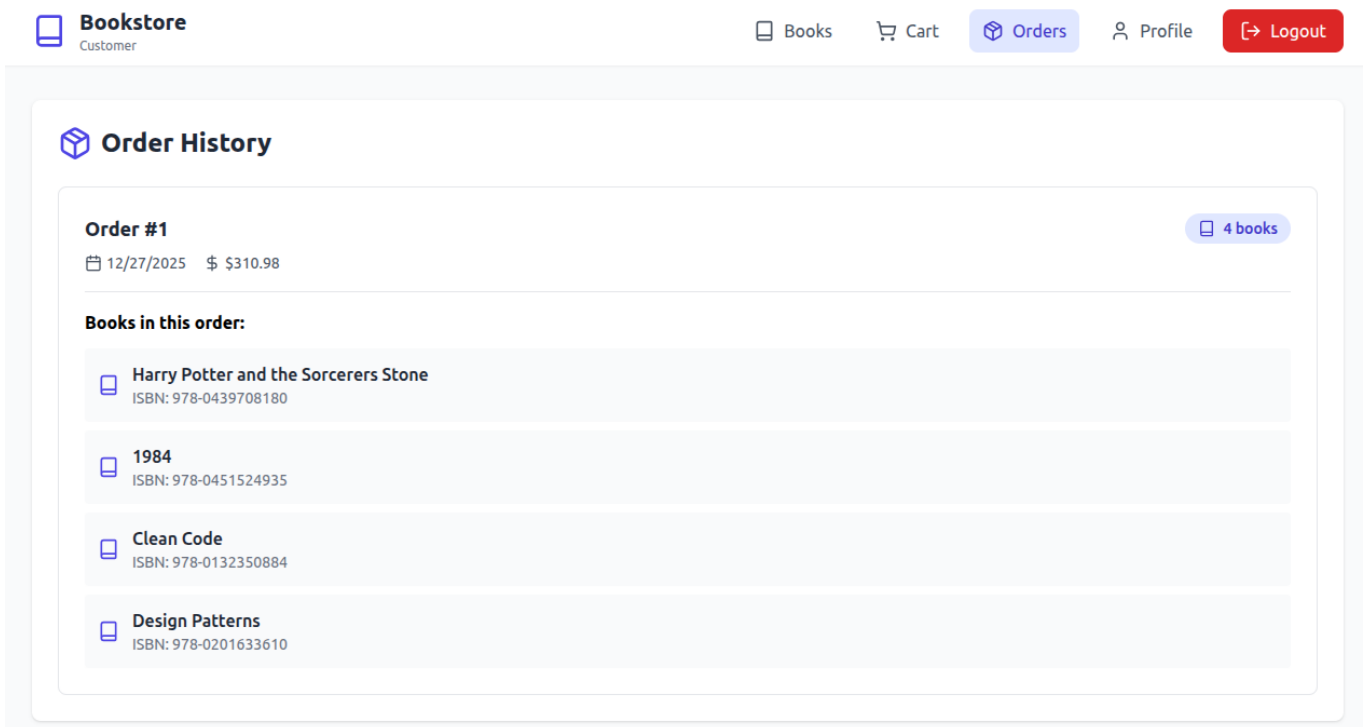 Bookstore
Customer
Books
Cart
Orders
Profile
Logout
Order History
Order #1
4 books
12/27/2025 $ $310.98
Books in this order:
Harry Potter and the Sorcerers Stone
ISBN: 978-0439708180
1984
ISBN: 978-0451524935
Clean Code
ISBN: 978-0132350884
Design Patterns
ISBN: 978-0201633610